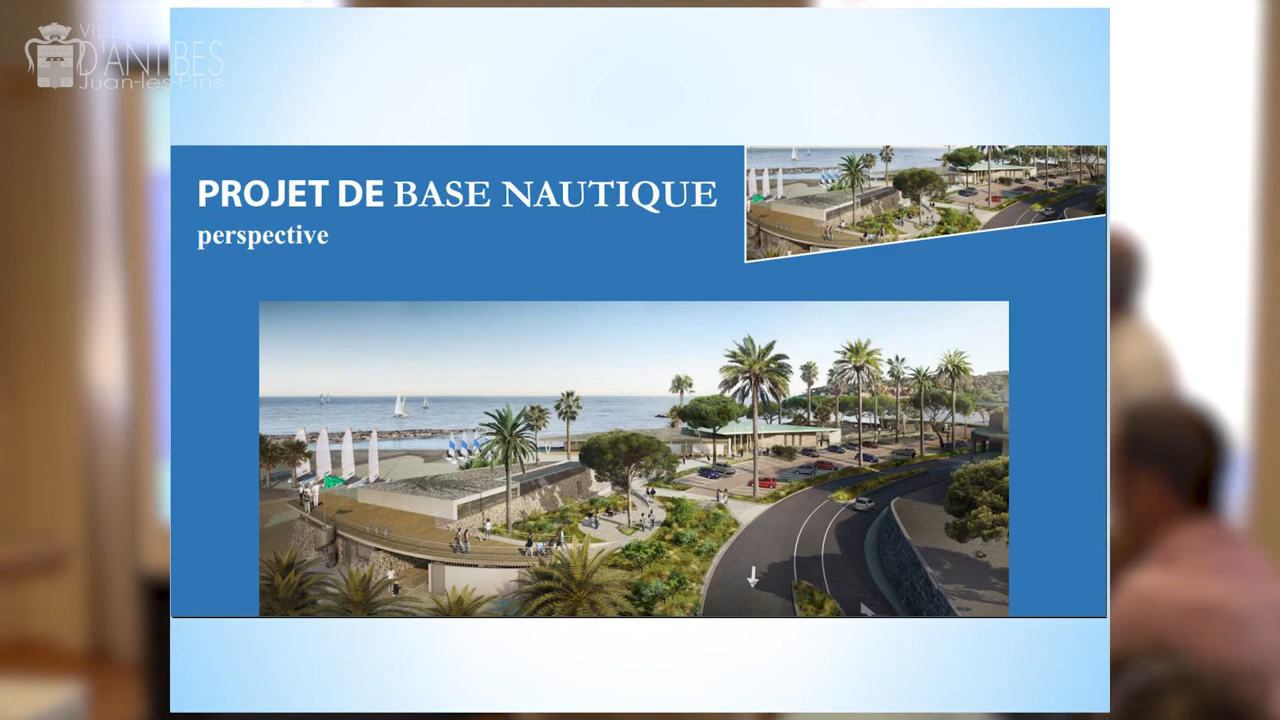 VILLE
D'ANTIBES
Juan-les-Pins
PROJET DE BASE NAUTIQUE
perspective